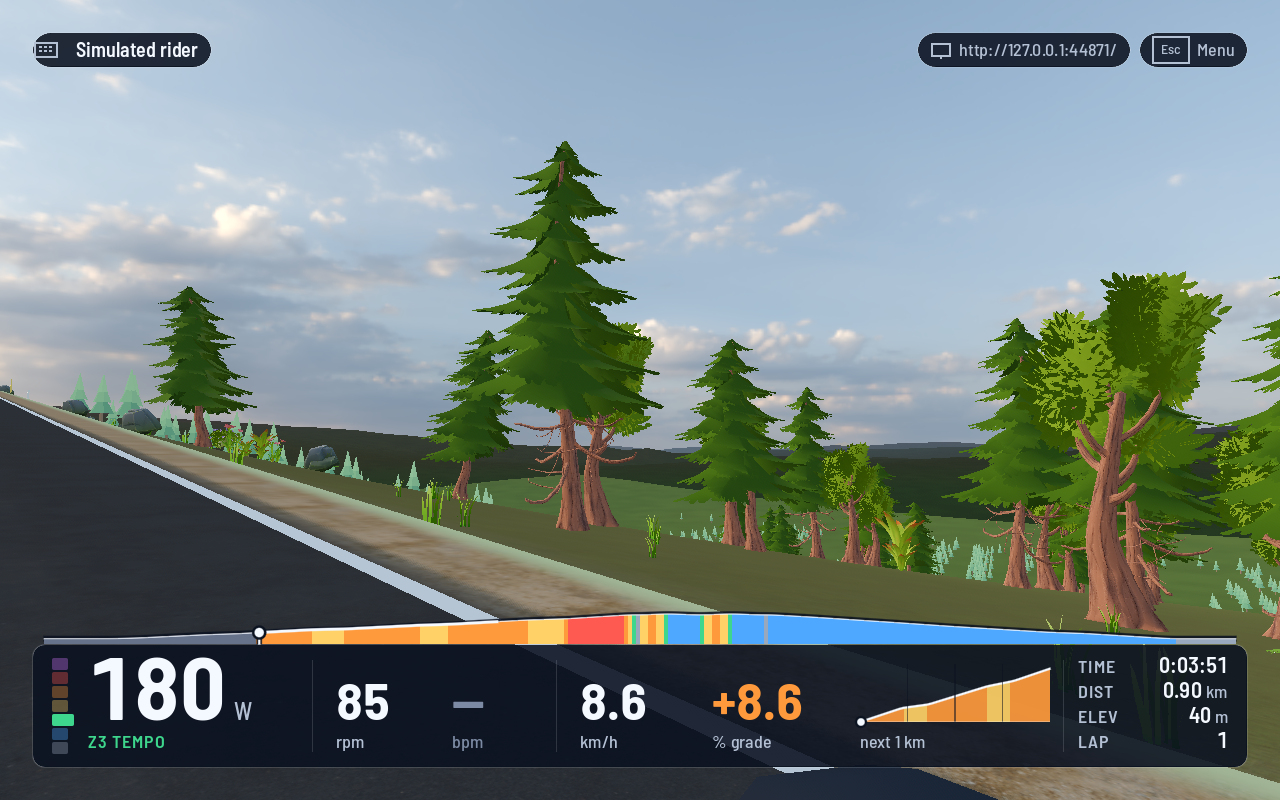 Simulated rider
http://127.0.0.1:44871/
Esc Menu
180 W
Z3 TEMPO
85
rpm
—
bpm
8.6
km/h
+8.6
% grade
next 1 km
TIME 0:03:51
DIST 0.90 km
ELEV 40 m
LAP 1